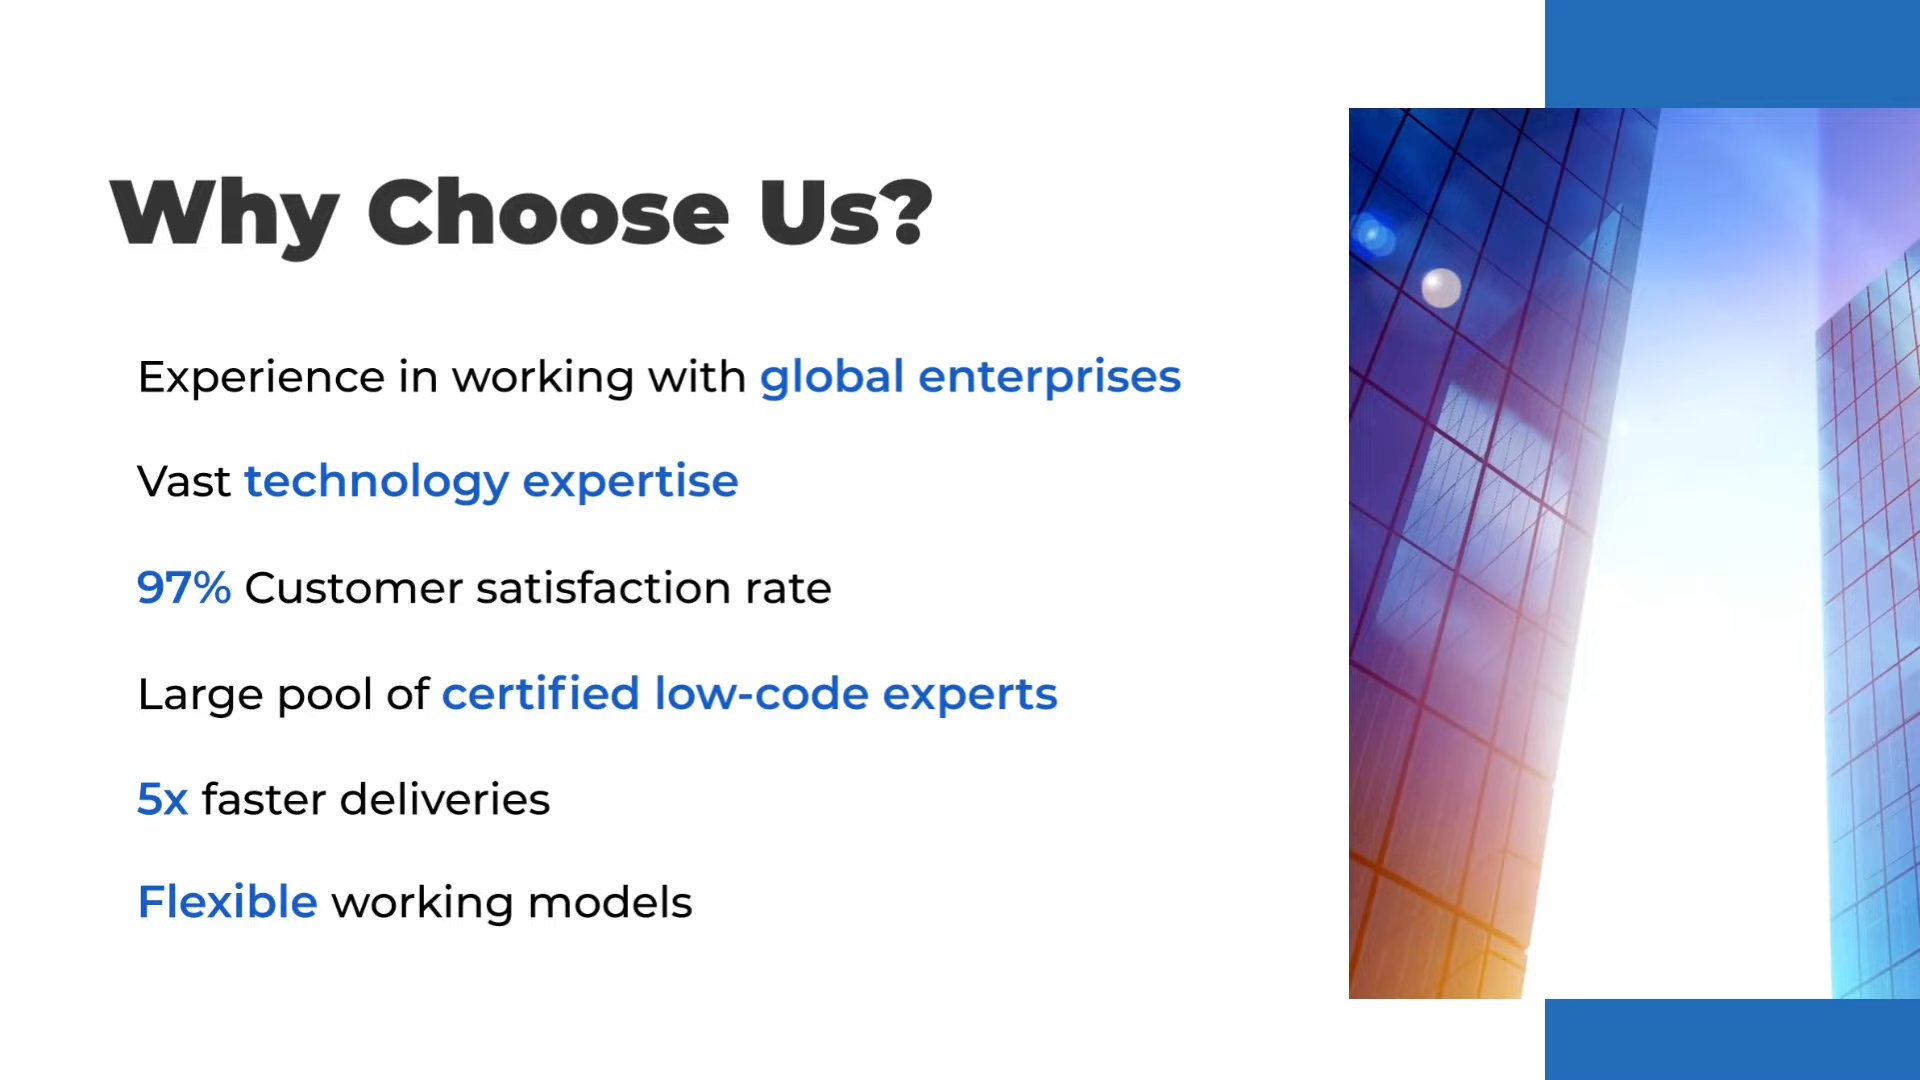 Why Choose Us?
Experience in working with global enterprises
Vast technology expertise
97% Customer satisfaction rate
Large pool of certified low-code experts
5x faster deliveries
Flexible working models